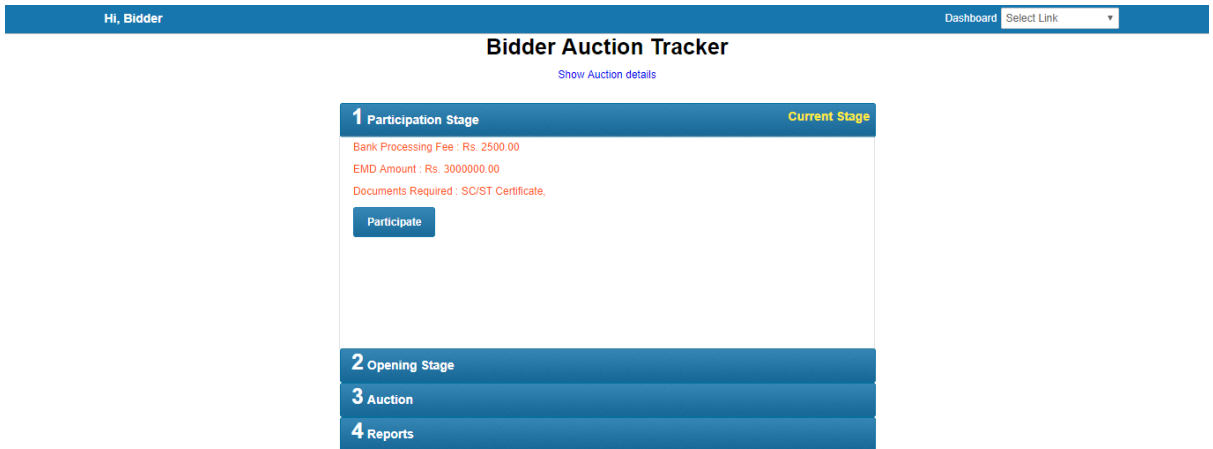 Hi, Bidder
Dashboard Select Link
Bidder Auction Tracker
Show Auction details
1 Participation Stage Current Stage
Bank Processing Fee : Rs. 2500.00
EMD Amount : Rs. 3000000.00
Documents Required : SC/ST Certificate,
Participate
2 Opening Stage
3 Auction
4 Reports